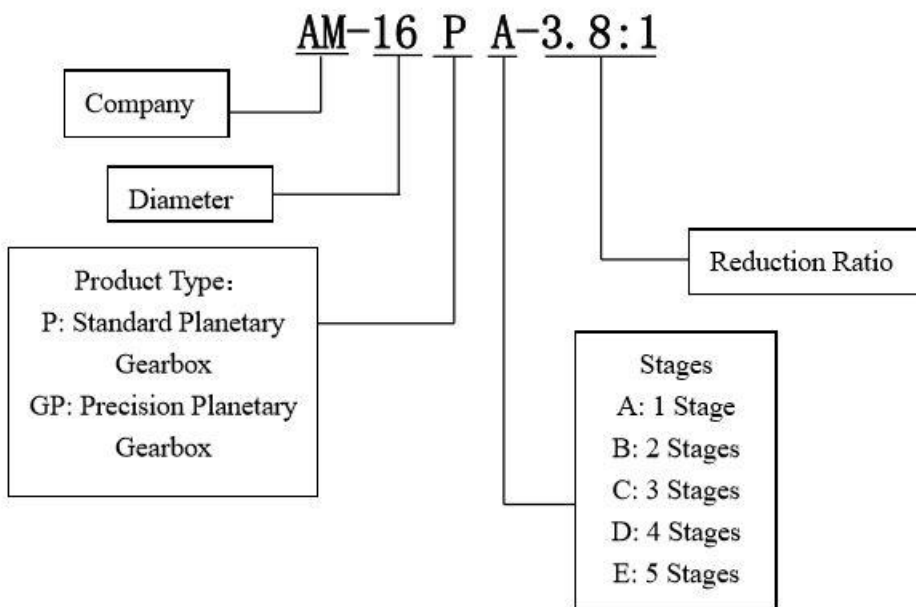 AM-16 P A-3.8:1
Company
Diameter
Product Type：
P: Standard Planetary
Gearbox
GP: Precision Planetary
Gearbox
Reduction Ratio
Stages
A: 1 Stage
B: 2 Stages
C: 3 Stages
D: 4 Stages
E: 5 Stages